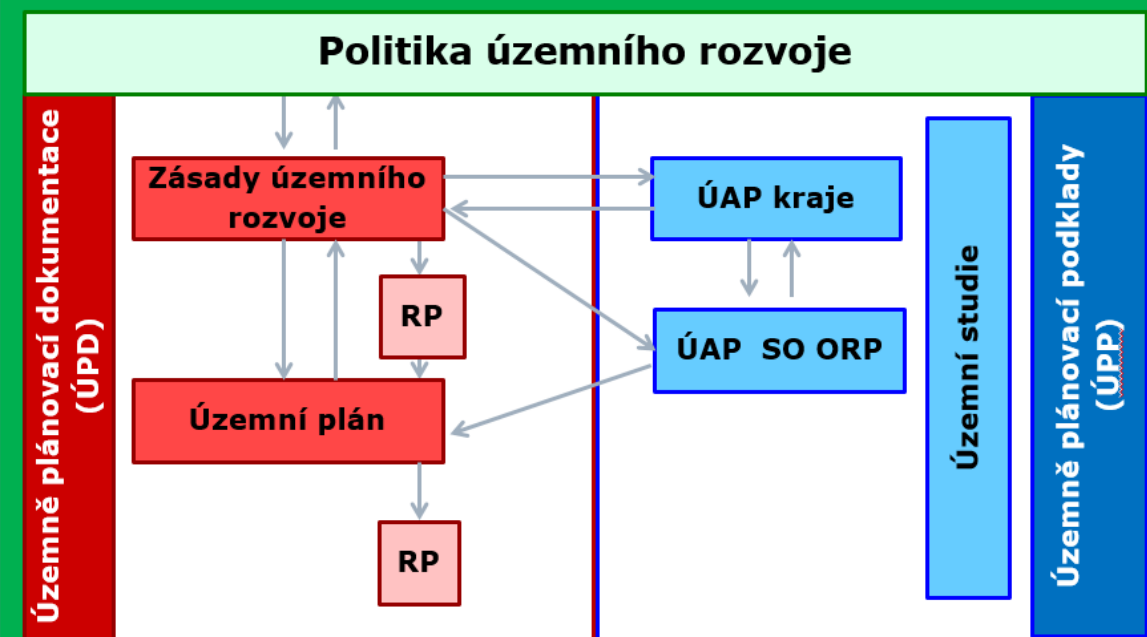 Politika územního rozvoje
Územně plánovací dokumentace
(ÚPD)
Zásady územního
rozvoje
RP
Územní plán
RP
ÚAP kraje
ÚAP SO ORP
Územní studie
Územně plánovací podklady
(ÚPP)